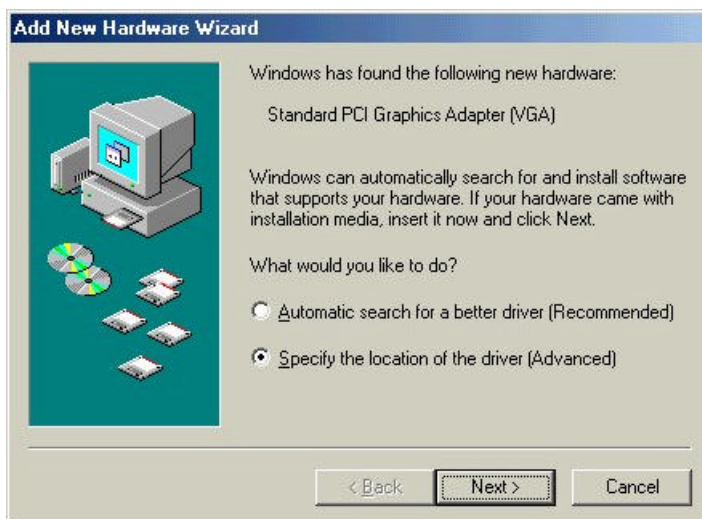 Add New Hardware Wizard
Windows has found the following new hardware:
Standard PCI Graphics Adapter (VGA)
Windows can automatically search for and install software
that supports your hardware. If your hardware came with
installation media, insert it now and click Next.
What would you like to do?
Automatic search for a better driver (Recommended)
Specify the location of the driver (Advanced)
< Back
Next >
Cancel